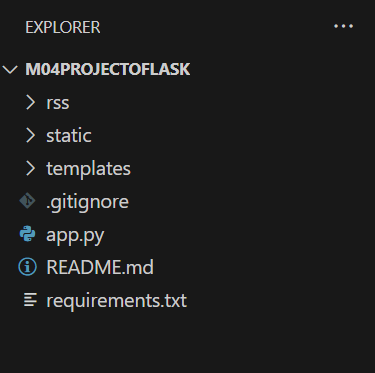 EXPLORER
M04PROJECTOFLASK
rss
static
templates
.gitignore
app.py
README.md
requirements.txt